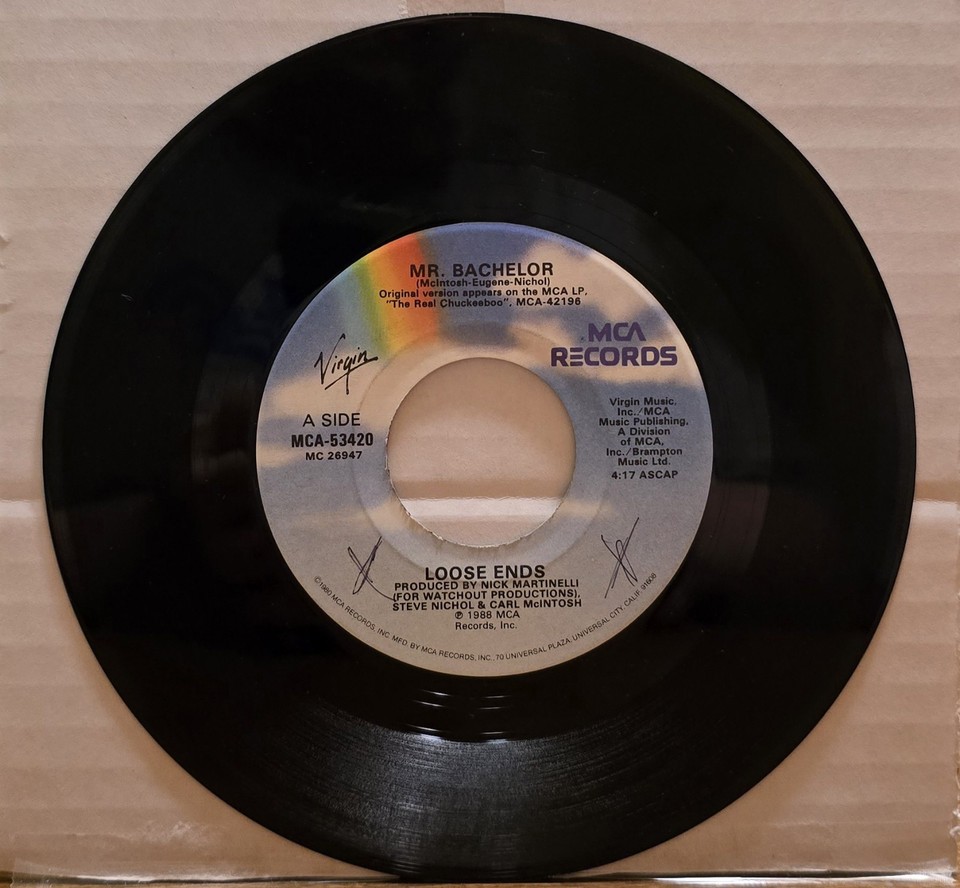 MR. BACHELOR
(McIntosh-Eugene-Nichol)
Original version appears on the MCA LP,
"The Real Chuckeeboo", MCA-42196
Virgin
MCA
RECORDS
A SIDE
MCA-53420
MC 26947
Virgin Music.
Inc./MCA
Music Publishing,
A Division
of MCA,
Inc./Brampton
Music Ltd.
4:17 ASCAP
LOOSE ENDS
PRODUCED BY NICK MARTINELLI
(FOR WATCHOUT PRODUCTIONS),
STEVE NICHOL & CARL McINTOSH
℗ 1988 MCA
Records, Inc.
©1980 MCA RECORDS, INC. MFD. BY MCA RECORDS, INC., 70 UNIVERSAL PLAZA, UNIVERSAL CITY, CALIF. 91608